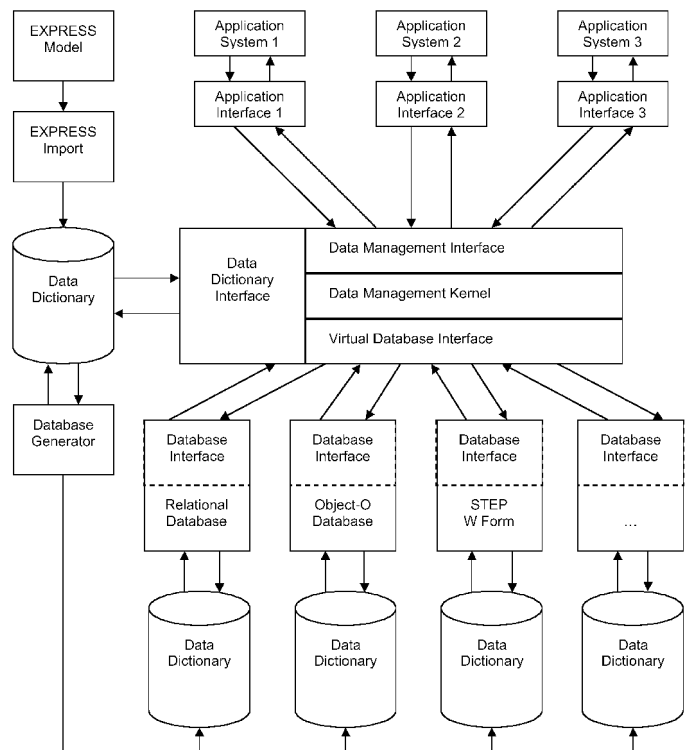 EXPRESS
Model
Application
System 1
Application
System 2
Application
System 3
Application
Interface 1
Application
Interface 2
Application
Interface 3
EXPRESS
Import
Data
Dictionary
Data
Dictionary
Interface
Data Management Interface
Data Management Kernel
Virtual Database Interface
Database
Generator
Database
Interface
Relational
Database
Database
Interface
Object-O
Database
Database
Interface
STEP
W Form
Database
Interface
...
Data
Dictionary
Data
Dictionary
Data
Dictionary
Data
Dictionary